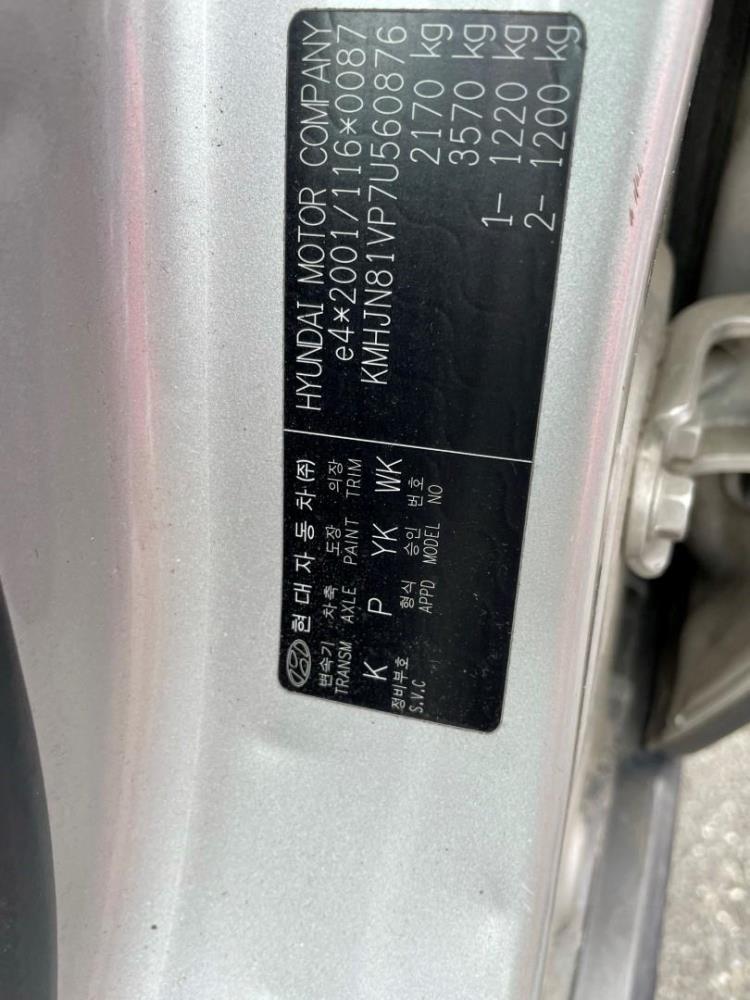 현대자동차(주)
변속기 차축 도장 의장
TRANSM AXLE PAINT TRIM
K P YK WK
정비부호 형식 승인 번호
S.V.C APPD MODEL NO
HYUNDAI MOTOR COMPANY
e4*2001/116*0087
KMHJN81VP7U560876
2170 kg
3570 kg
1- 1220 kg
2- 1200 kg